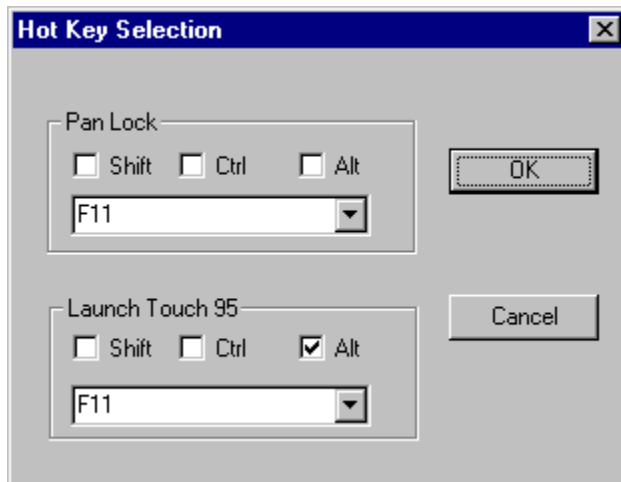 Hot Key Selection
Pan Lock
Shift Ctrl Alt
F11
OK
Launch Touch 95
Shift Ctrl Alt
F11
Cancel